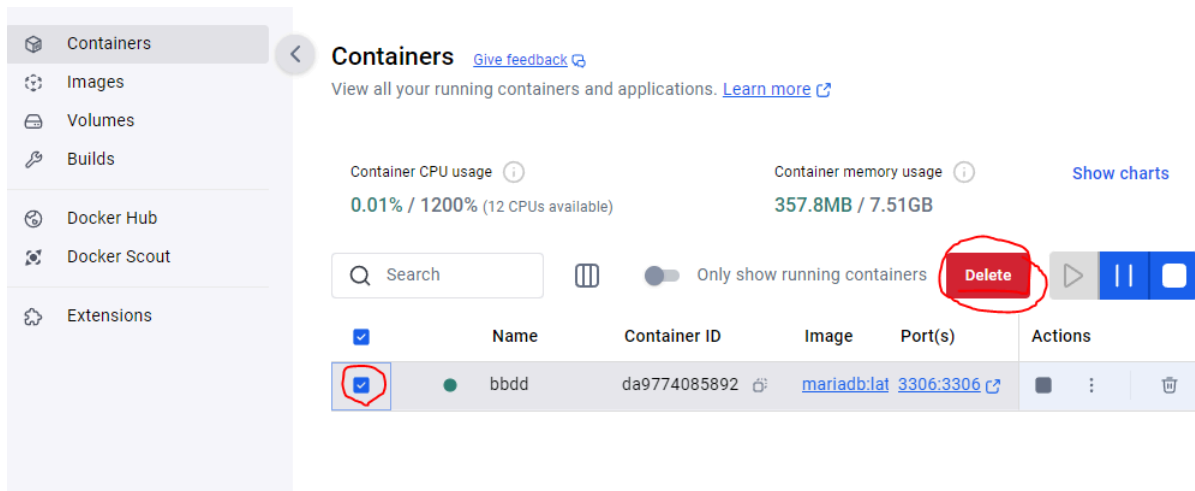 Containers
Images
Volumes
Builds
Docker Hub
Docker Scout
Extensions
Containers Give feedback
View all your running containers and applications. Learn more
Container CPU usage
0.01% / 1200% (12 CPUs available)
Container memory usage
357.8MB / 7.51GB
Show charts
Search
Only show running containers
Delete
Name Container ID Image Port(s) Actions
bbdd da9774085892 mariadb:lat 3306:3306